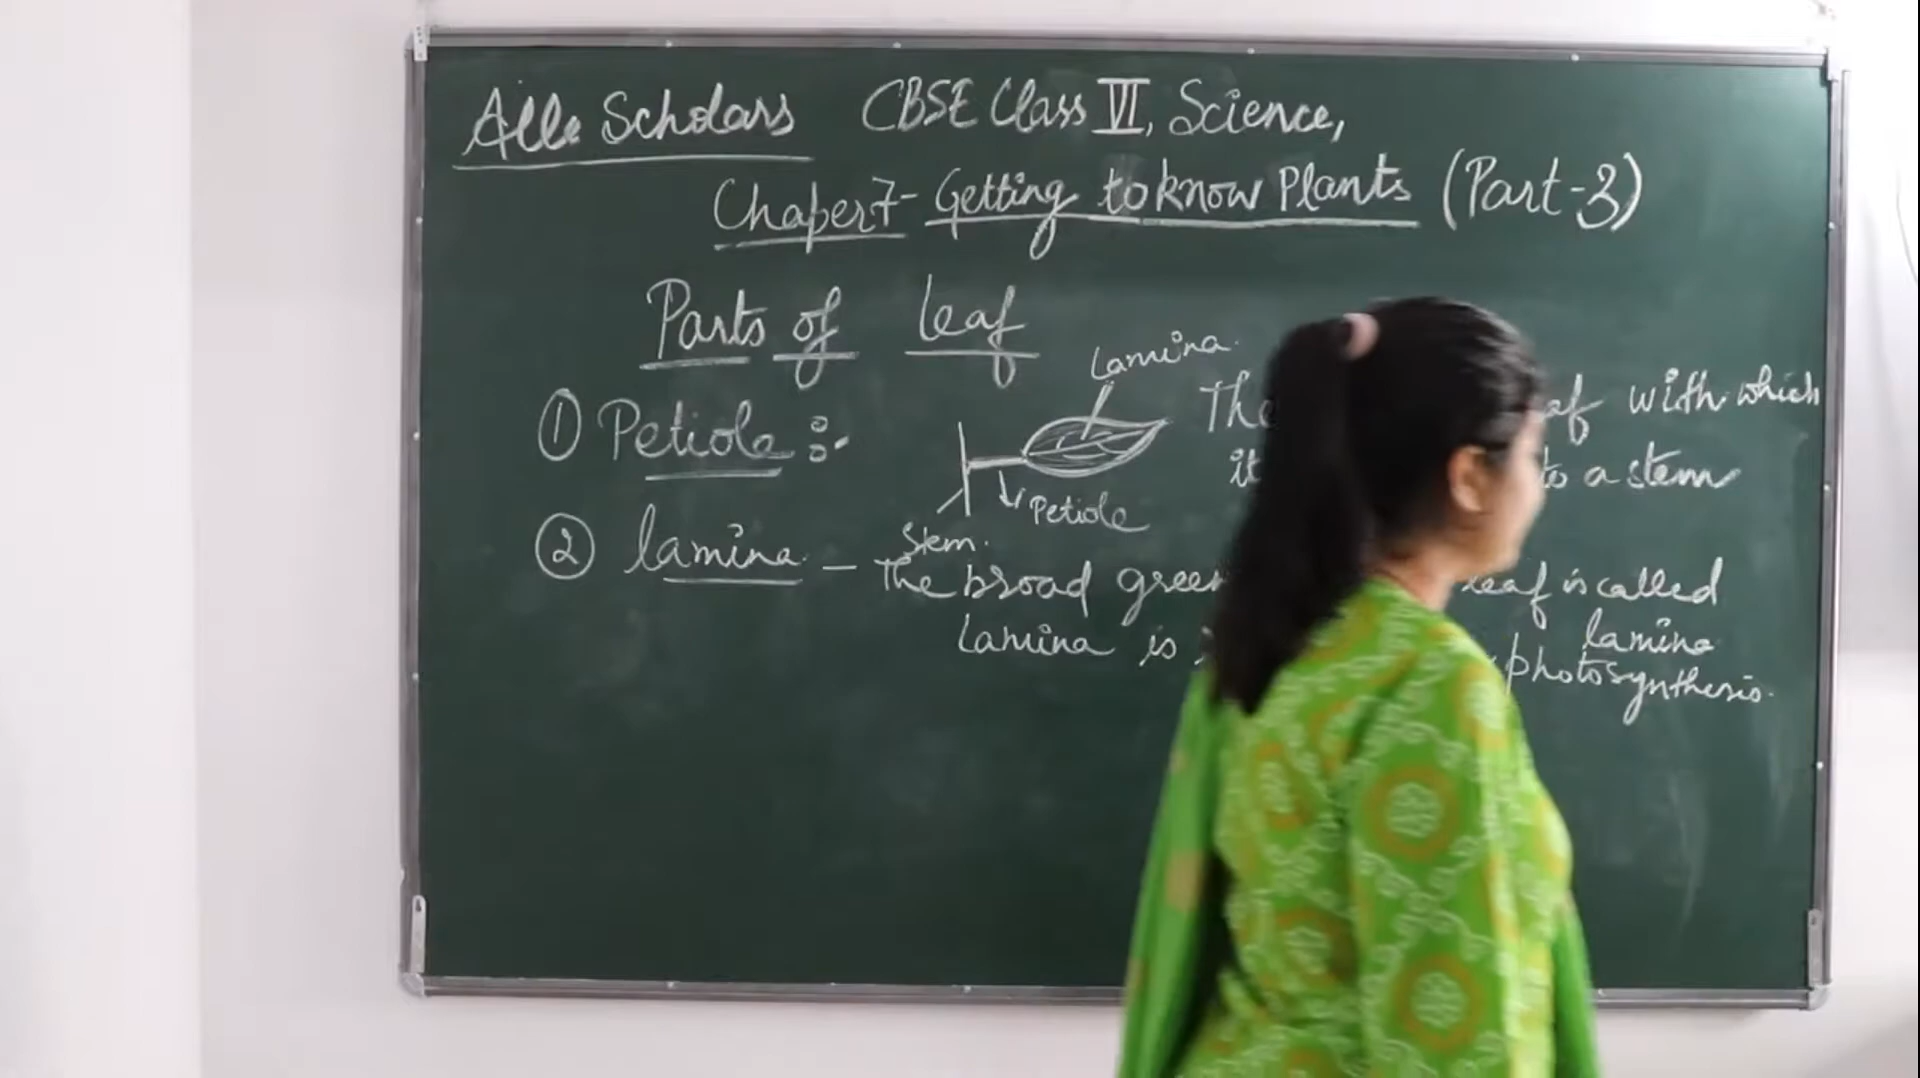 Alle Scholars CBSE Class VI, Science,
Chaper 7- Getting to know Plants (Part-3)
Parts of leaf
Lamina
① Petiole :-
The
with which
it
to a stem
Petiole
Stem.
② lamina - The broad green
leaf is called
lamina
Lamina is
photosynthesis.